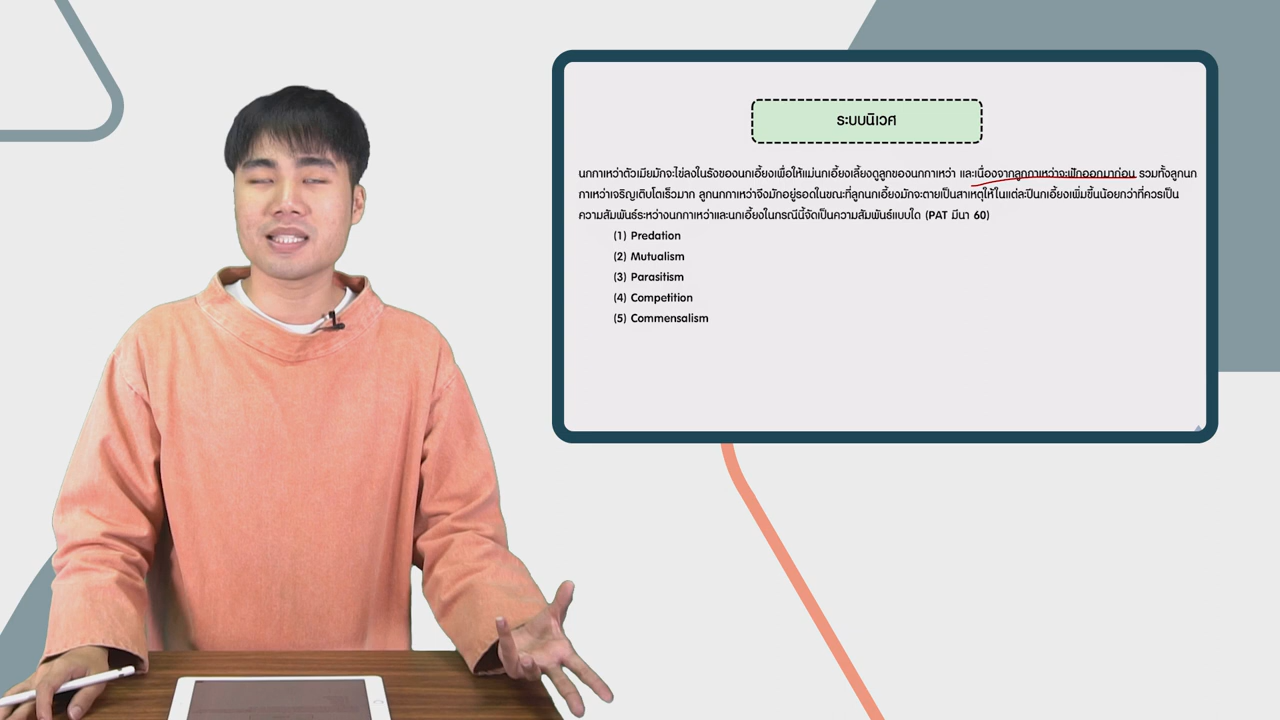 ระบบนิเวศ
นกกาเหว่าตัวเมียมักจะไข่ลงในรังของนกเอี้ยงเพื่อให้แม่นกเอี้ยงเลี้ยงดูลูกของนกกาเหว่า และเนื่องจากลูกกาเหว่าจะฟักออกมาก่อน รวมทั้งลูกนก
กาเหว่าเจริญเติบโตเร็วมาก ลูกนกกาเหว่าจึงมักอยู่รอดในขณะที่ลูกนกเอี้ยงมักจะตายเป็นสาเหตุให้ในแต่ละปีนกเอี้ยงเพิ่มขึ้นน้อยกว่าที่ควรเป็น
ความสัมพันธ์ระหว่างนกกาเหว่าและนกเอี้ยงในกรณีนี้จัดเป็นความสัมพันธ์แบบใด (PAT มีนา 60)
(1) Predation
(2) Mutualism
(3) Parasitism
(4) Competition
(5) Commensalism